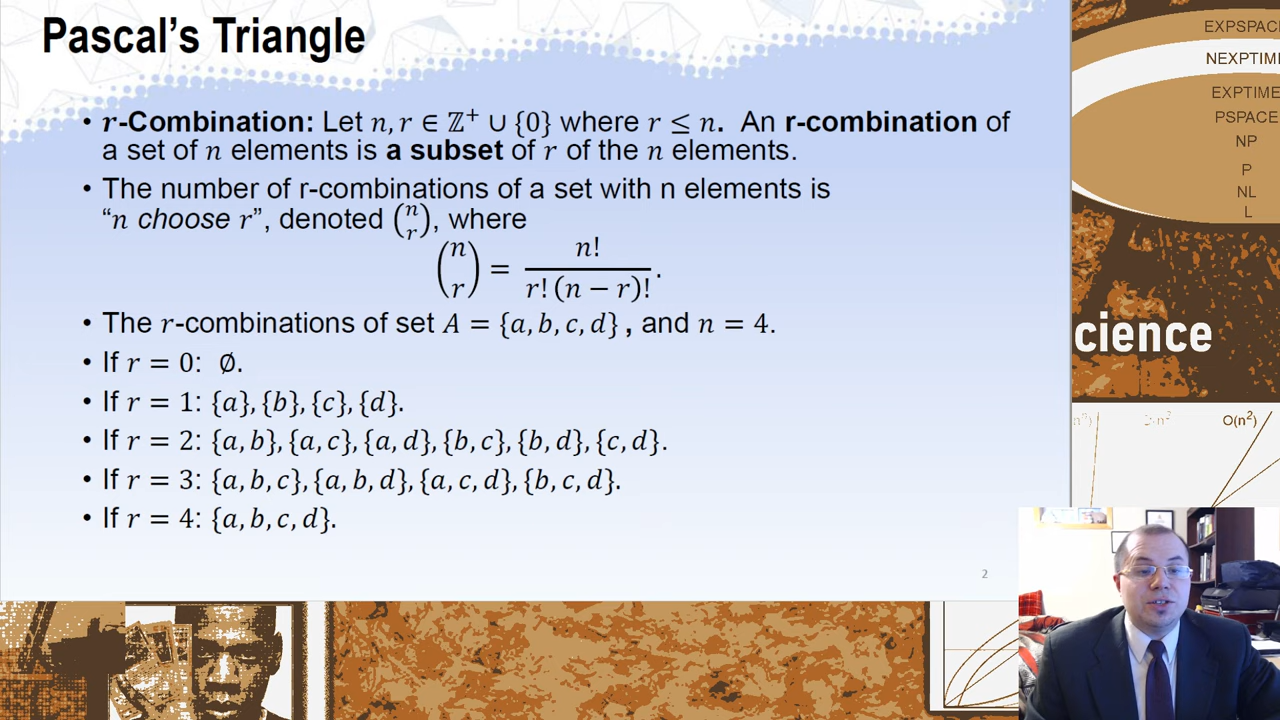 Pascal's Triangle
• r-Combination: Let n, r ∈ ℤ⁺ ∪ {0} where r ≤ n. An r-combination of
a set of n elements is a subset of r of the n elements.
• The number of r-combinations of a set with n elements is
“n choose r”, denoted (n r), where
(n r) = n! / r! (n − r)! .
• The r-combinations of set A = {a, b, c, d} , and n = 4.
• If r = 0: ∅.
• If r = 1: {a}, {b}, {c}, {d}.
• If r = 2: {a, b}, {a, c}, {a, d}, {b, c}, {b, d}, {c, d}.
• If r = 3: {a, b, c}, {a, b, d}, {a, c, d}, {b, c, d}.
• If r = 4: {a, b, c, d}.
2
EXPSPAC
NEXPTIM
EXPTIME
PSPACE
NP
P
NL
L
cience
O(n²)